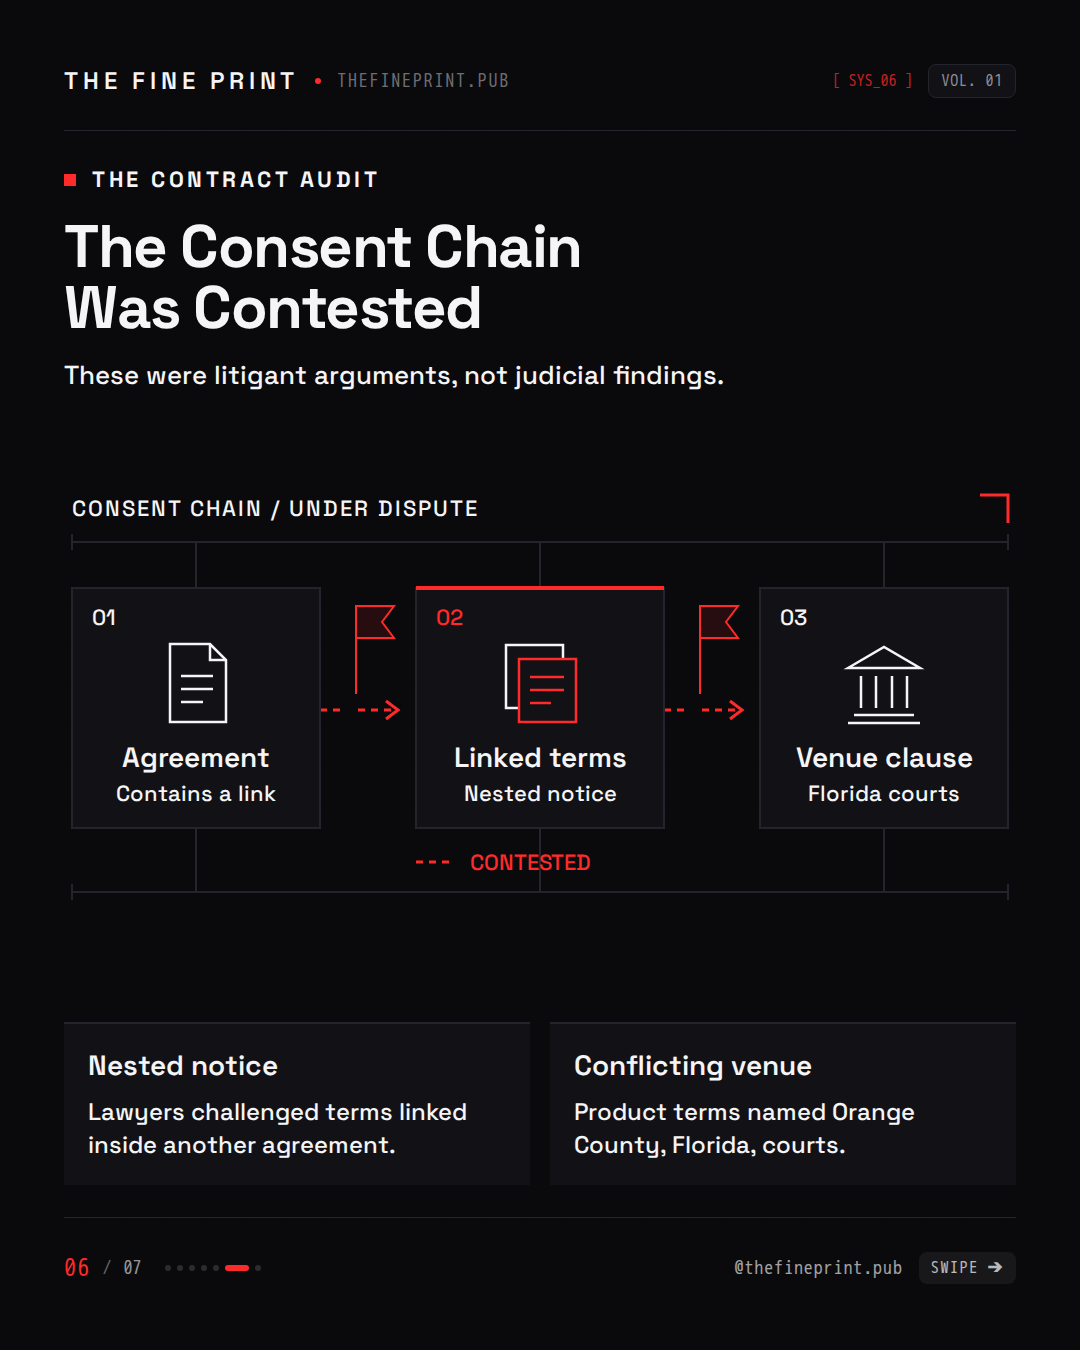 THE FINE PRINT • THEFINEPRINT.PUB [ SYS_06 ] VOL. 01
THE CONTRACT AUDIT
The Consent Chain
Was Contested
These were litigant arguments, not judicial findings.
CONSENT CHAIN / UNDER DISPUTE
01
Agreement
Contains a link
02
Linked terms
Nested notice
03
Venue clause
Florida courts
CONTESTED
Nested notice
Lawyers challenged terms linked
inside another agreement.
Conflicting venue
Product terms named Orange
County, Florida, courts.
06 / 07
@thefineprint.pub SWIPE →